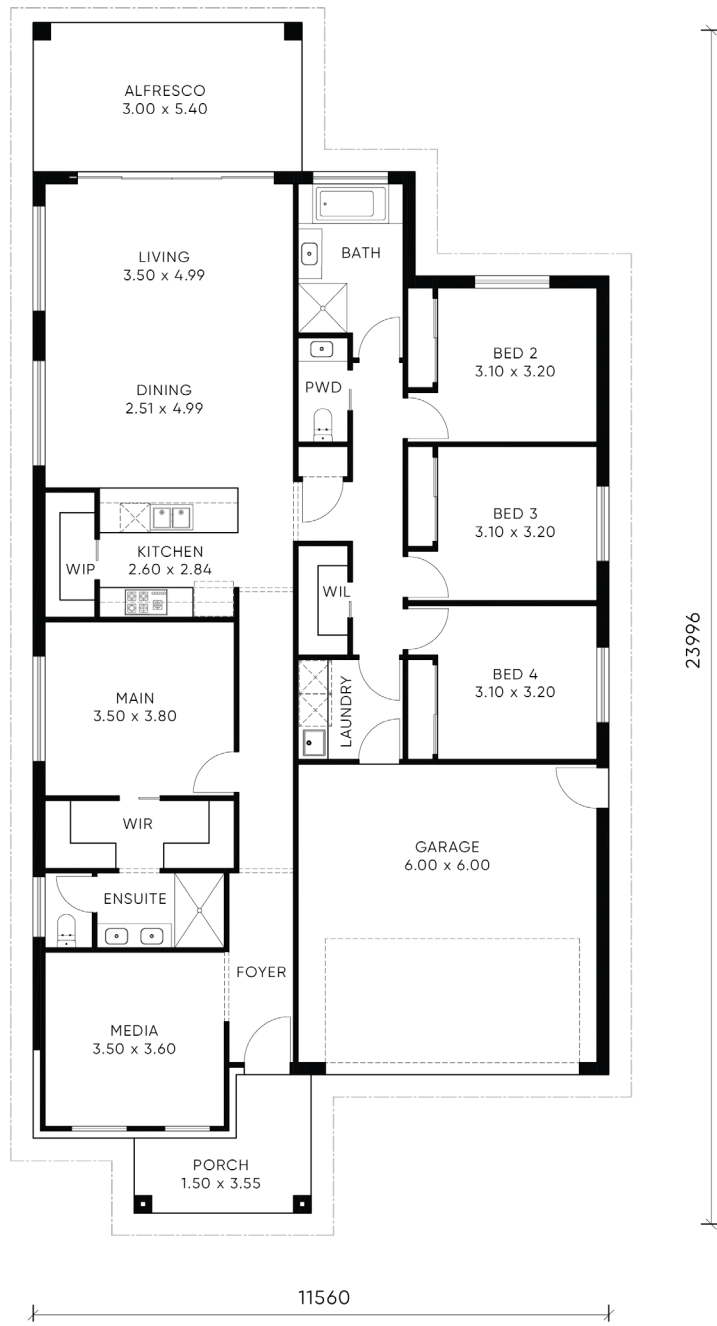 ALFRESCO
3.00 x 5.40
LIVING
3.50 x 4.99
BATH
DINING
2.51 x 4.99
PWD
BED 2
3.10 x 3.20
KITCHEN
2.60 x 2.84
WIP
WIL
BED 3
3.10 x 3.20
MAIN
3.50 x 3.80
LAUNDRY
BED 4
3.10 x 3.20
23996
WIR
ENSUITE
GARAGE
6.00 x 6.00
FOYER
MEDIA
3.50 x 3.60
PORCH
1.50 x 3.55
11560